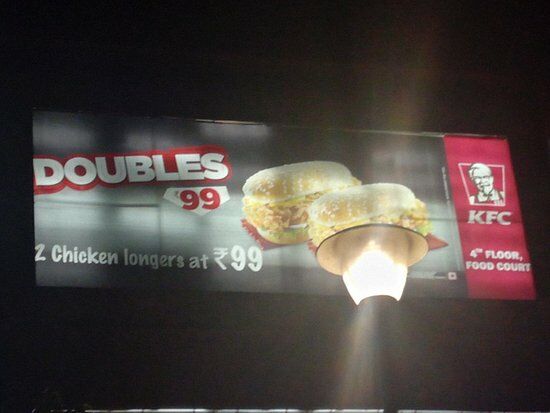 DOUBLES
99
2 Chicken longers at ₹99
KFC
4TH FLOOR,
FOOD COURT